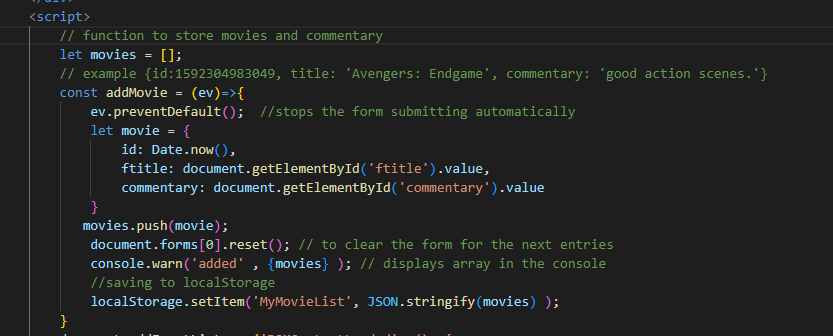 <script>
// function to store movies and commentary
let movies = [];
// example {id:1592304983049, title: 'Avengers: Endgame', commentary: 'good action scenes.'}
const addMovie = (ev)=>{
ev.preventDefault();  //stops the form submitting automatically
let movie = {
id: Date.now(),
ftitle: document.getElementById('ftitle').value,
commentary: document.getElementById('commentary').value
}
movies.push(movie);
document.forms[0].reset(); // to clear the form for the next entries
console.warn('added' , {movies} ); // displays array in the console
//saving to localStorage
localStorage.setItem('MyMovieList', JSON.stringify(movies) );
}